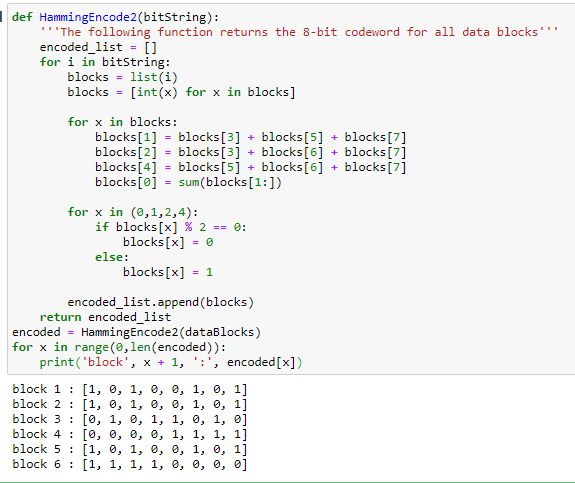 def HammingEncode2(bitString):
    '''The following function returns the 8-bit codeword for all data blocks'''
    encoded_list = []
    for i in bitString:
        blocks = list(i)
        blocks = [int(x) for x in blocks]
        for x in blocks:
            blocks[1] = blocks[3] + blocks[5] + blocks[7]
            blocks[2] = blocks[3] + blocks[6] + blocks[7]
            blocks[4] = blocks[5] + blocks[6] + blocks[7]
            blocks[0] = sum(blocks[1:])
        for x in (0,1,2,4):
            if blocks[x] % 2 == 0:
                blocks[x] = 0
            else:
                blocks[x] = 1
        encoded_list.append(blocks)
    return encoded_list
encoded = HammingEncode2(dataBlocks)
for x in range(0,len(encoded)):
    print('block', x + 1, ':', encoded[x])
block 1 : [1, 0, 1, 0, 0, 1, 0, 1]
block 2 : [1, 0, 1, 0, 0, 1, 0, 1]
block 3 : [0, 1, 0, 1, 1, 0, 1, 0]
block 4 : [0, 0, 0, 0, 1, 1, 1, 1]
block 5 : [1, 0, 1, 0, 0, 1, 0, 1]
block 6 : [1, 1, 1, 1, 0, 0, 0, 0]